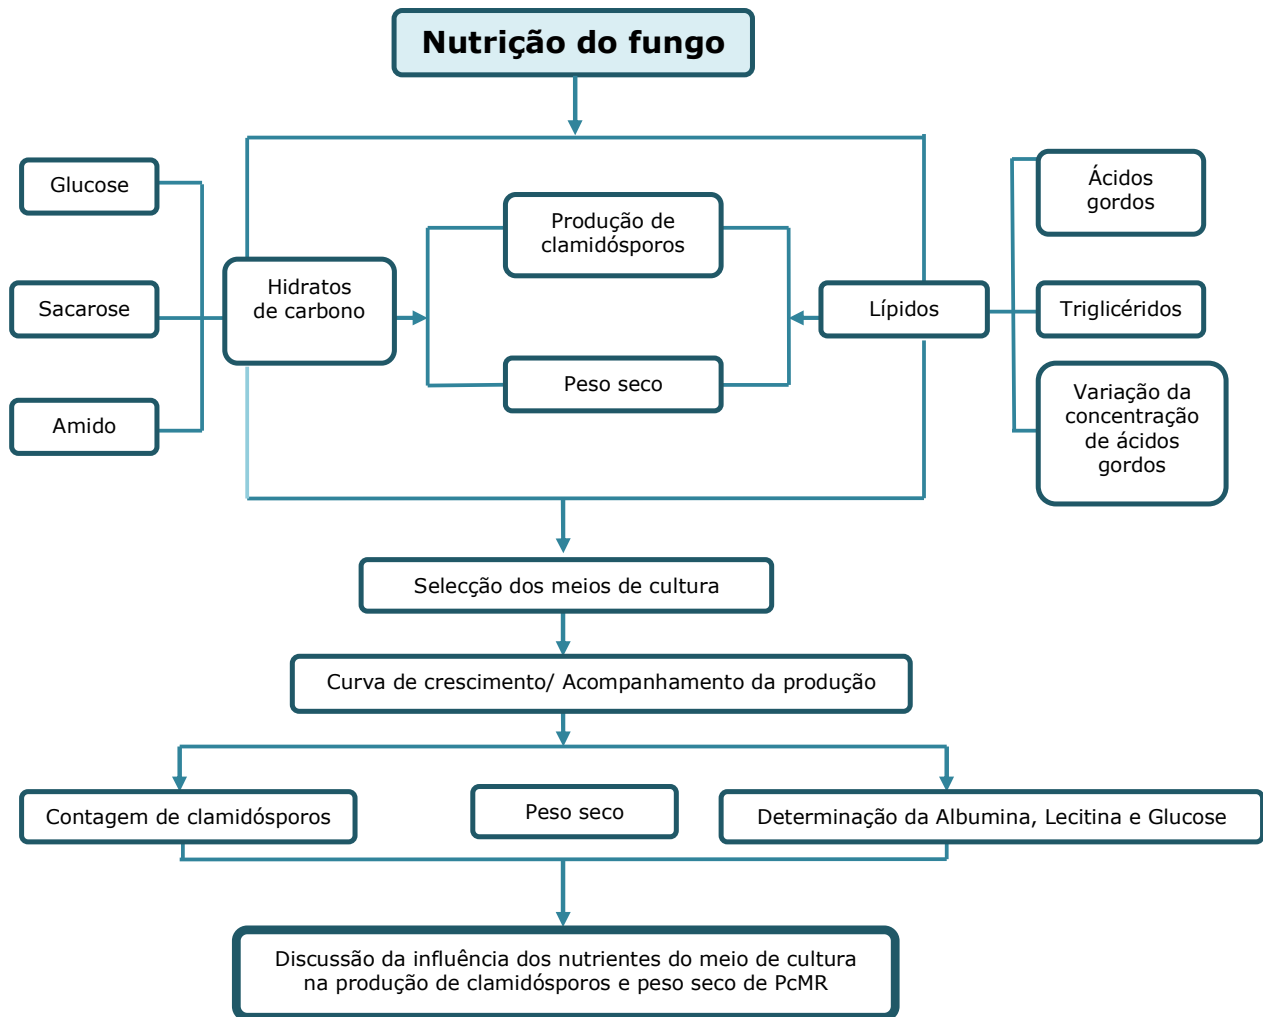 Nutrição do fungo
Glucose
Sacarose
Amido
Hidratos
de carbono
Produção de
clamidósporos
Peso seco
Lípidos
Ácidos
gordos
Triglicéridos
Variação da
concentração
de ácidos
gordos
Selecção dos meios de cultura
Curva de crescimento/ Acompanhamento da produção
Contagem de clamidósporos
Peso seco
Determinação da Albumina, Lecitina e Glucose
Discussão da influência dos nutrientes do meio de cultura
na produção de clamidósporos e peso seco de PcMR